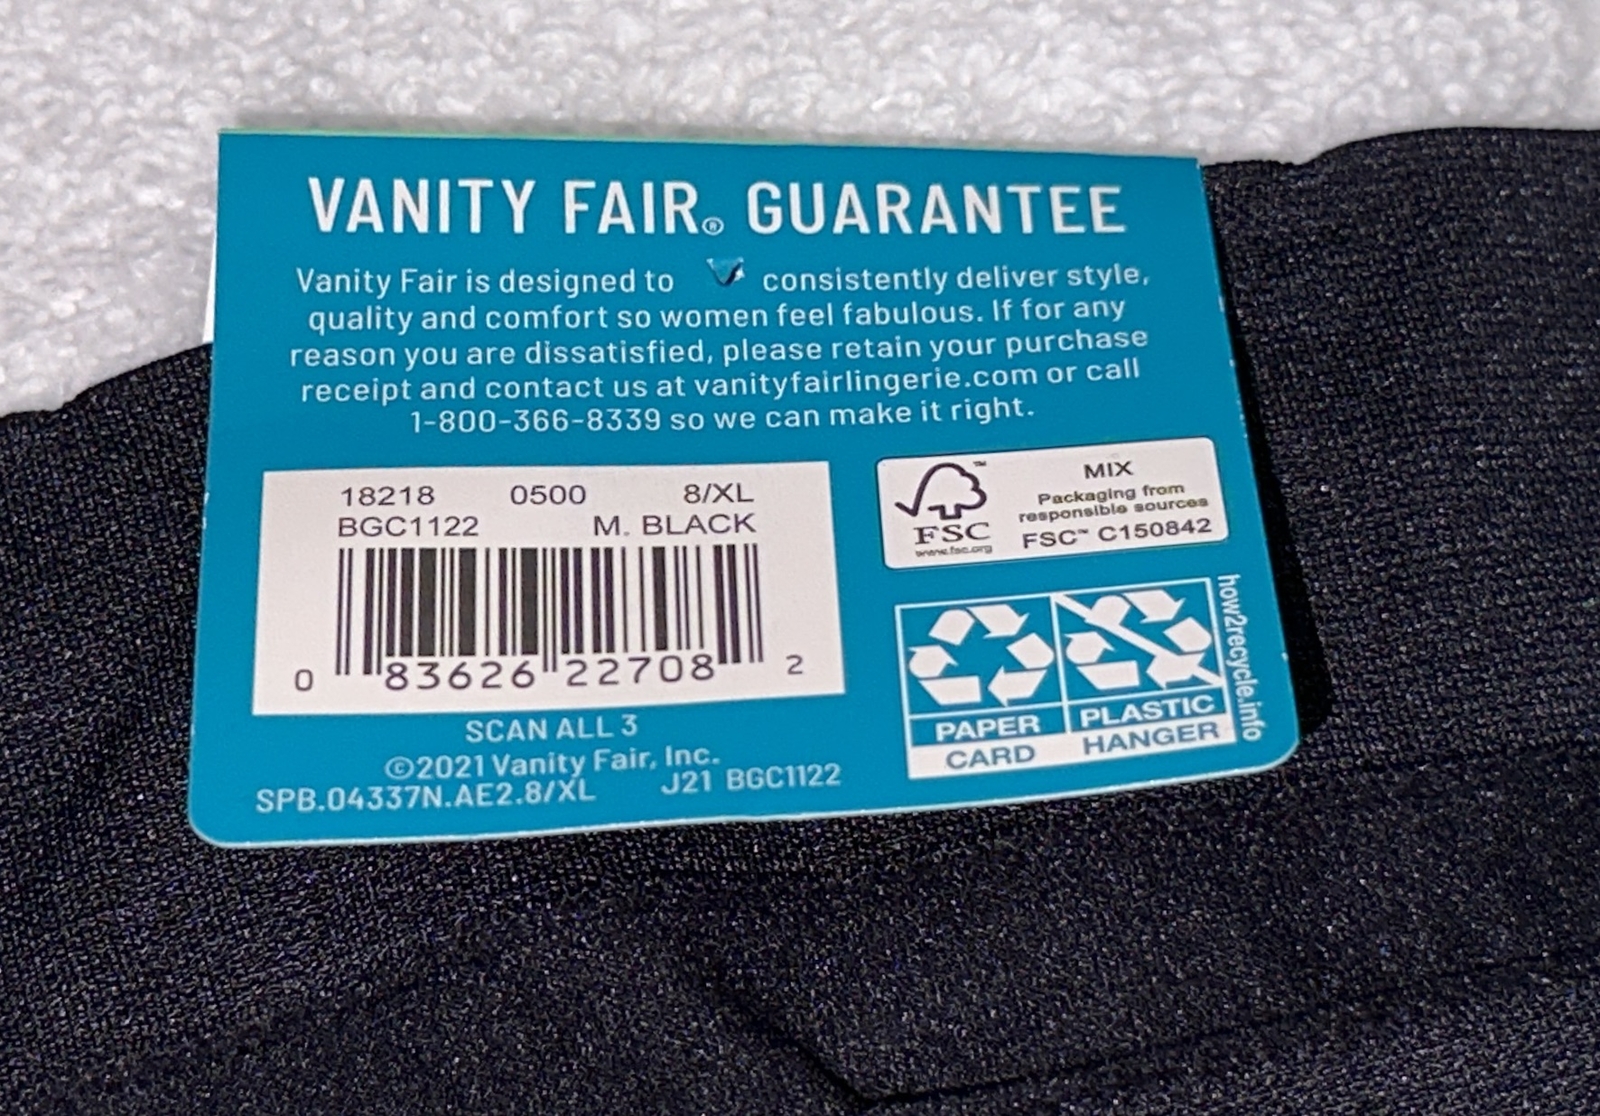 VANITY FAIR® GUARANTEE
Vanity Fair is designed to consistently deliver style,
quality and comfort so women feel fabulous. If for any
reason you are dissatisfied, please retain your purchase
receipt and contact us at vanityfairlingerie.com or call
1-800-366-8339 so we can make it right.
18218 0500 8/XL
BGC1122 M. BLACK
0 83626 22708 2
SCAN ALL 3
©2021 Vanity Fair, Inc.
SPB.04337N.AE2.8/XL J21 BGC1122
FSC
www.fsc.org
™
MIX
Packaging from
responsible sources
FSC™ C150842
PAPER
CARD
PLASTIC
HANGER
how2recycle.info